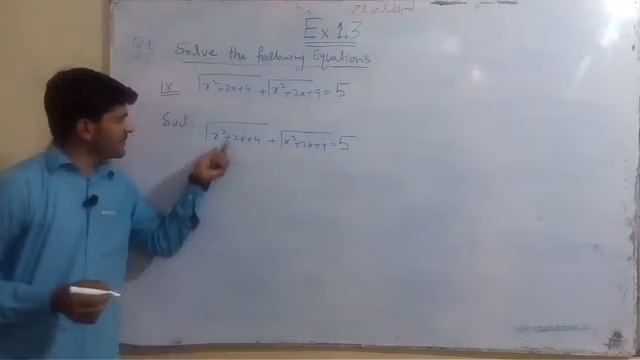 Ex 1.3
Q1 Solve the following Equations
ix √x²+2x+4 + √x²+2x+9 = 5
Sol: √x²+2x+4 + √x²+2x+9 = 5